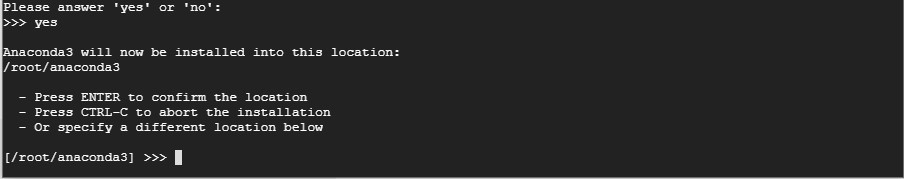 Please answer 'yes' or 'no':
>>> yes
Anaconda3 will now be installed into this location:
/root/anaconda3
- Press ENTER to confirm the location
- Press CTRL-C to abort the installation
- Or specify a different location below
[/root/anaconda3] >>>